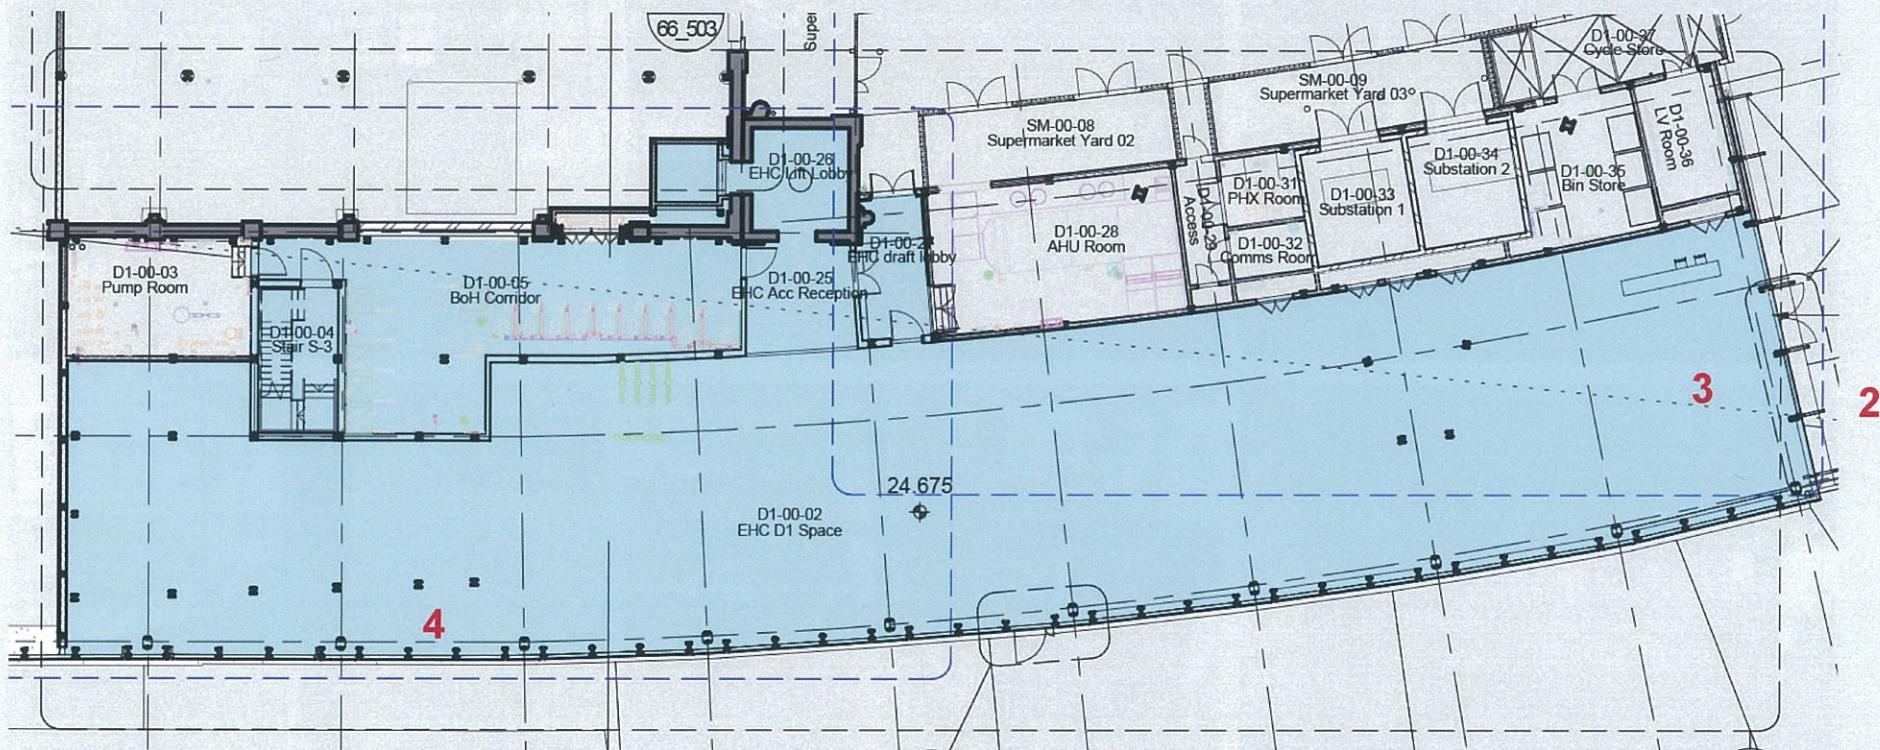 66_503
Super
D1-00-37
Cycle Store
SM-00-09
Supermarket Yard 03
SM-00-08
Supermarket Yard 02
D1-00-36
LV Room
D1-00-26
EHC Lift Lobby
D1-00-34
Substation 2
D1-00-35
Bin Store
D1-00-31
PHX Room
D1-00-33
Substation 1
D1-00-29
Access
D1-00-28
AHU Room
EHC draft lobby
D1-00-32
Comms Room
D1-00-03
Pump Room
D1-00-05
BoH Corridor
D1-00-25
EHC Acc Reception
D1-00-04
Stair S-3
3
2
24.675
D1-00-02
EHC D1 Space
4